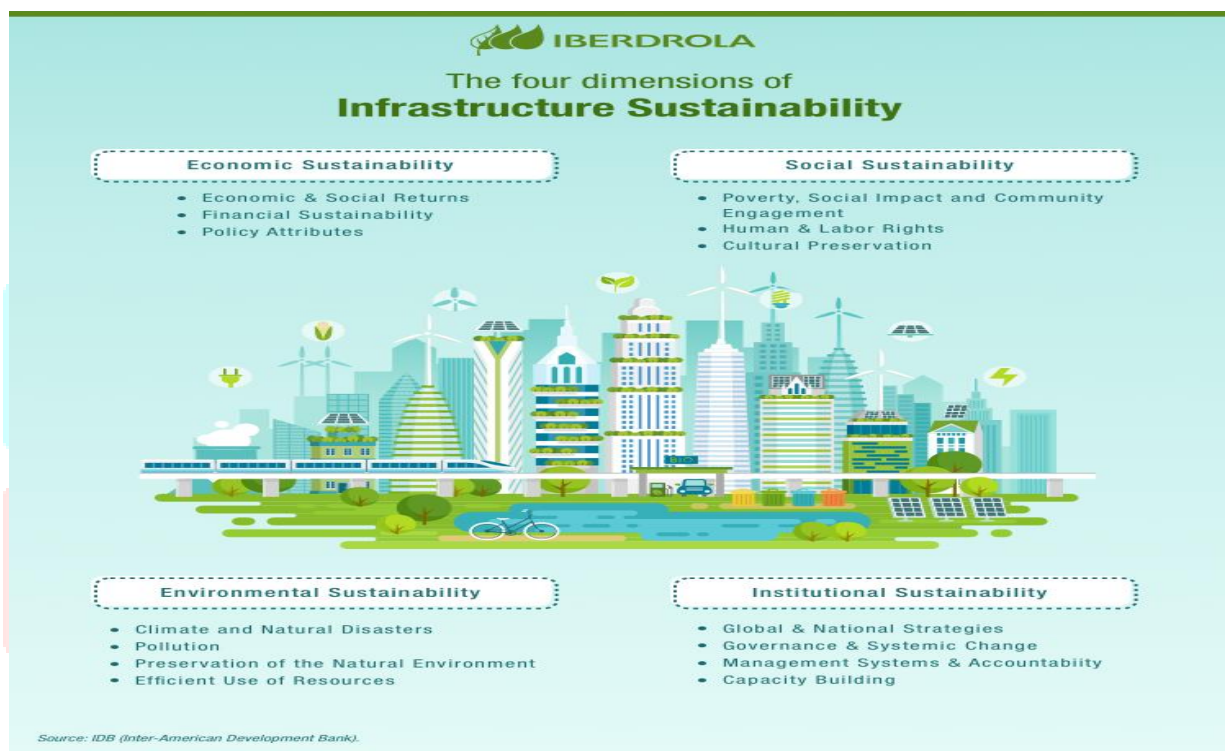 IBERDROLA
The four dimensions of
Infrastructure Sustainability
Economic Sustainability
• Economic & Social Returns
• Financial Sustainability
• Policy Attributes
Social Sustainability
• Poverty, Social Impact and Community
Engagement
• Human & Labor Rights
• Cultural Preservation
BIO
Environmental Sustainability
• Climate and Natural Disasters
• Pollution
• Preservation of the Natural Environment
• Efficient Use of Resources
Institutional Sustainability
• Global & National Strategies
• Governance & Systemic Change
• Management Systems & Accountabiity
• Capacity Building
Source: IDB (Inter-American Development Bank).